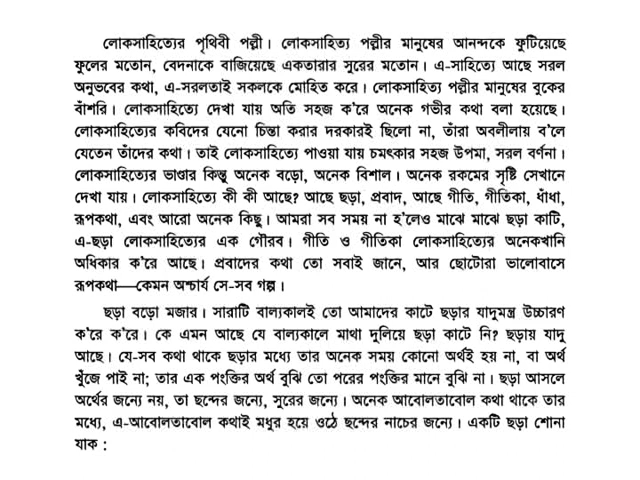 লোকসাহিত্যের পৃথিবী পল্লী। লোকসাহিত্য পল্লীর মানুষের আনন্দকে ফুটিয়েছে
ফুলের মতোন, বেদনাকে বাজিয়েছে একতারার সুরের মতোন। এ-সাহিত্যে আছে সরল
অনুভবের কথা, এ-সরলতাই সকলকে মোহিত করে। লোকসাহিত্য পল্লীর মানুষের বুকের
বাঁশরি। লোকসাহিত্যে দেখা যায় অতি সহজ ক'রে অনেক গভীর কথা বলা হয়েছে।
লোকসাহিত্যের কবিদের যেনো চিন্তা করার দরকারই ছিলো না, তাঁরা অবলীলায় ব'লে
যেতেন তাঁদের কথা। তাই লোকসাহিত্যে পাওয়া যায় চমৎকার সহজ উপমা, সরল বর্ণনা।
লোকসাহিত্যের ভাণ্ডার কিন্তু অনেক বড়ো, অনেক বিশাল। অনেক রকমের সৃষ্টি সেখানে
দেখা যায়। লোকসাহিত্যে কী কী আছে? আছে ছড়া, প্রবাদ, আছে গীতি, গীতিকা, ধাঁধা,
রূপকথা, এবং আরো অনেক কিছু। আমরা সব সময় না হ'লেও মাঝে মাঝে ছড়া কাটি,
এ-ছড়া লোকসাহিত্যের এক গৌরব। গীতি ও গীতিকা লোকসাহিত্যের অনেকখানি
অধিকার ক'রে আছে। প্রবাদের কথা তো সবাই জানে, আর ছোটোরা ভালোবাসে
রূপকথা—কেমন অশ্চার্য সে-সব গল্প।
ছড়া বড়ো মজার। সারাটি বাল্যকালই তো আমাদের কাটে ছড়ার যাদুমন্ত্র উচ্চারণ
ক'রে ক'রে। কে এমন আছে যে বাল্যকালে মাথা দুলিয়ে ছড়া কাটে নি? ছড়ায় যাদু
আছে। যে-সব কথা থাকে ছড়ার মধ্যে তার অনেক সময় কোনো অর্থই হয় না, বা অর্থ
খুঁজে পাই না; তার এক পংক্তির অর্থ বুঝি তো পরের পংক্তির মানে বুঝি না। ছড়া আসলে
অর্থের জন্যে নয়, তা ছন্দের জন্যে, সুরের জন্যে। অনেক আবোলতাবোল কথা থাকে তার
মধ্যে, এ-আবোলতাবোল কথাই মধুর হয়ে ওঠে ছন্দের নাচের জন্যে। একটি ছড়া শোনা
যাক :